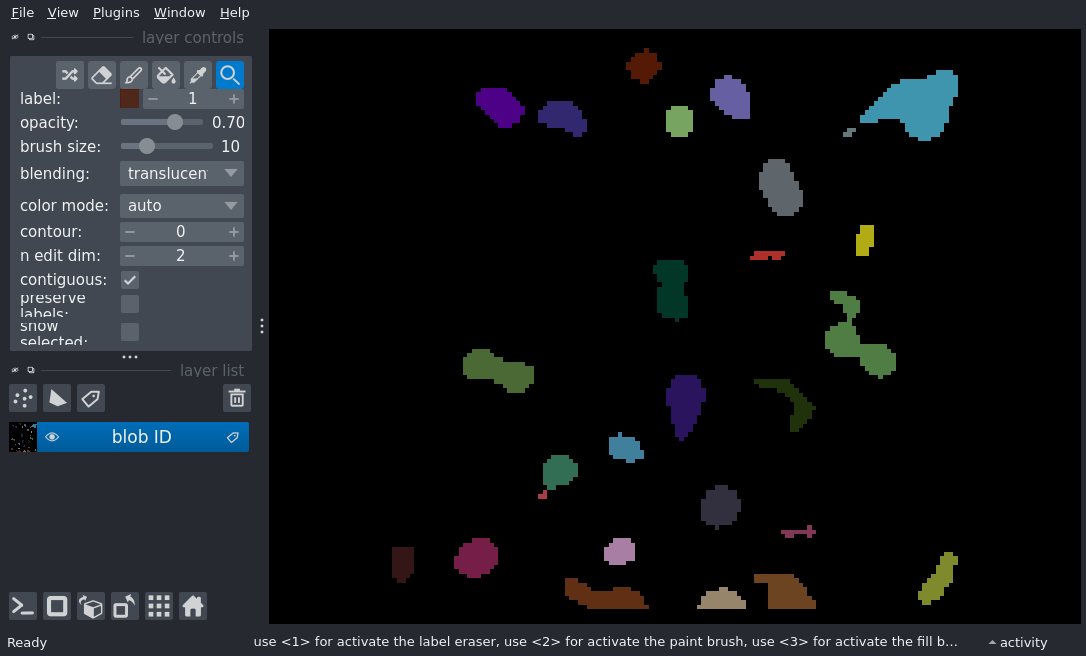 File View Plugins Window Help
layer controls
label: 1
opacity: 0.70
brush size: 10
blending: translucen
color mode: auto
contour: 0
n edit dim: 2
contiguous:
preserve
labels:
show
selected:
layer list
blob ID
Ready use <1> for activate the label eraser, use <2> for activate the paint brush, use <3> for activate the fill b... activity